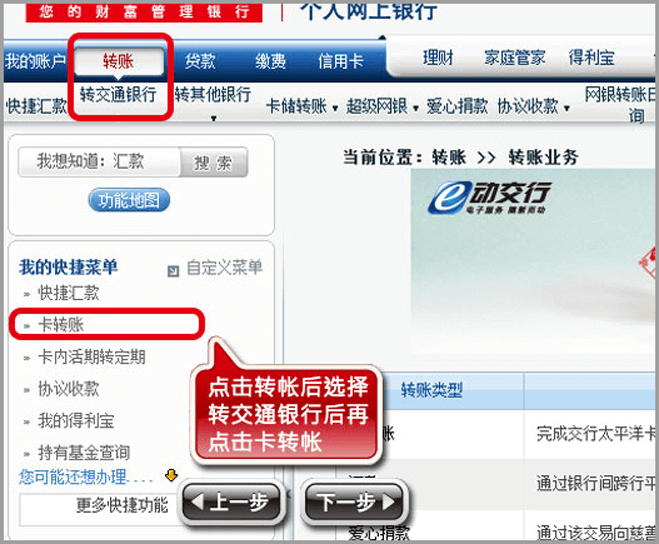 您的财富管理银行
个人网上银行
我的账户 转账 贷款 缴费 信用卡 理财 家庭管家 得利宝
快捷汇款 转交通银行 转其他银行 卡储转账 超级网银 爱心捐款 协议收款 网银转账日
询
我想知道：汇款 搜 索
功能地图
当前位置：转账 >> 转账业务
e动交行
电子服务 随新而动
我的快捷菜单 自定义菜单
» 快捷汇款
» 卡转账
» 卡内活期转定期
» 协议收款
» 我的得利宝
» 持有基金查询
您可能还想办理....
更多快捷功能
点击转帐后选择
转交通银行后再
点击卡转帐
上一步 下一步
转账类型
账 完成交行太平洋卡
通过银行间跨行平
爱心捐款 通过该交易向慈善